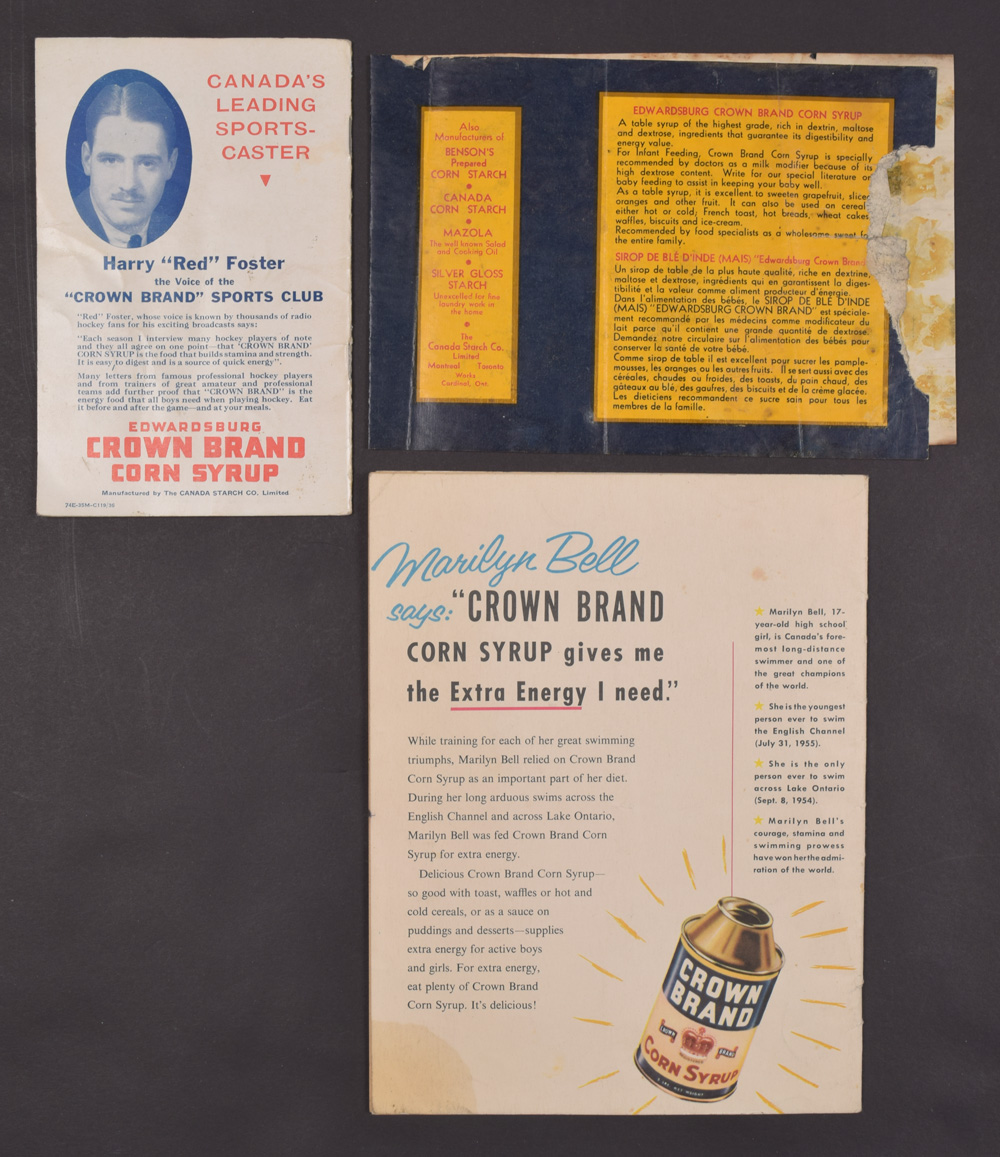 CANADA'S
LEADING
SPORTS-
CASTER
Harry "Red" Foster
the Voice of the
"CROWN BRAND" SPORTS CLUB
"Red" Foster, whose voice is known by thousands of radio
hockey fans for his exciting broadcasts says:
"Each season I interview many hockey players of note
and they all agree on one point—that 'CROWN BRAND'
CORN SYRUP is the food that builds stamina and strength.
It is easy to digest and is a source of quick energy".
Many letters from famous professional hockey players
and from trainers of great amateur and professional
teams add further proof that "CROWN BRAND" is the
energy food that all boys need when playing hockey. Eat
it before and after the game—and at your meals.
EDWARDSBURG
CROWN BRAND
CORN SYRUP
Manufactured by The CANADA STARCH CO. Limited
74E-35M-C119/36
Also
Manufacturers of
BENSON'S
Prepared
CORN STARCH
CANADA
CORN STARCH
MAZOLA
The well known Salad
and Cooking Oil
SILVER GLOSS
STARCH
Unexcelled for fine
laundry work in
the home
The
Canada Starch Co.
Limited
Montreal Toronto
Works
Cardinal, Ont.
EDWARDSBURG CROWN BRAND CORN SYRUP
A table syrup of the highest grade, rich in dextrin, maltose
and dextrose, ingredients that guarantee its digestibility and
energy value.
For Infant Feeding, Crown Brand Corn Syrup is specially
recommended by doctors as a milk modifier because of its
high dextrose content. Write for our special literature on
baby feeding to assist in keeping your baby well.
As a table syrup, it is excellent to sweeten grapefruit, slice
oranges and other fruit. It can also be used on cereal
either hot or cold; French toast, hot breads, wheat cakes
waffles, biscuits and ice-cream.
Recommended by food specialists as a wholesome sweet fo
the entire family.
SIROP DE BLÉ D'INDE (MAIS) "Edwardsburg Crown Brand
Un sirop de table de la plus haute qualité, riche en dextrine,
maltose et dextrose, ingrédients qui en garantissent la diges-
tibilité et la valeur comme aliment producteur d'énergie.
Dans l'alimentation des bébés, le SIROP DE BLÉ D'INDE
(MAIS) "EDWARDSBURG CROWN BRAND" est spéciale-
ment recommandé par les médecins comme modificateur du
lait parce qu'il contient une grande quantité de dextrose.
Demandez notre circulaire sur l'alimentation des bébés pour
conserver la santé de votre bébé.
Comme sirop de table il est excellent pour sucrer les pample-
mousses, les oranges ou les autres fruits. Il se sert aussi avec des
céréales, chaudes ou froides, des toasts, du pain chaud, des
gâteaux au blé, des gaufres, des biscuits et de la crème glacée.
Les dieticiens recommandent ce sucre sain pour tous les
membres de la famille.
Marilyn Bell
says: "CROWN BRAND
CORN SYRUP gives me
the Extra Energy I need."
While training for each of her great swimming
triumphs, Marilyn Bell relied on Crown Brand
Corn Syrup as an important part of her diet.
During her long arduous swims across the
English Channel and across Lake Ontario,
Marilyn Bell was fed Crown Brand Corn
Syrup for extra energy.
Delicious Crown Brand Corn Syrup—
so good with toast, waffles or hot and
cold cereals, or as a sauce on
puddings and desserts—supplies
extra energy for active boys
and girls. For extra energy,
eat plenty of Crown Brand
Corn Syrup. It's delicious!
Marilyn Bell, 17-
year-old high school
girl, is Canada's fore-
most long-distance
swimmer and one of
the great champions
of the world.
She is the youngest
person ever to swim
the English Channel
(July 31, 1955).
She is the only
person ever to swim
across Lake Ontario
(Sept. 8, 1954).
Marilyn Bell's
courage, stamina and
swimming prowess
have won her the admi-
ration of the world.
CROWN
BRAND
CROWN BRAND
CORN SYRUP
2 LBS. NET WEIGHT